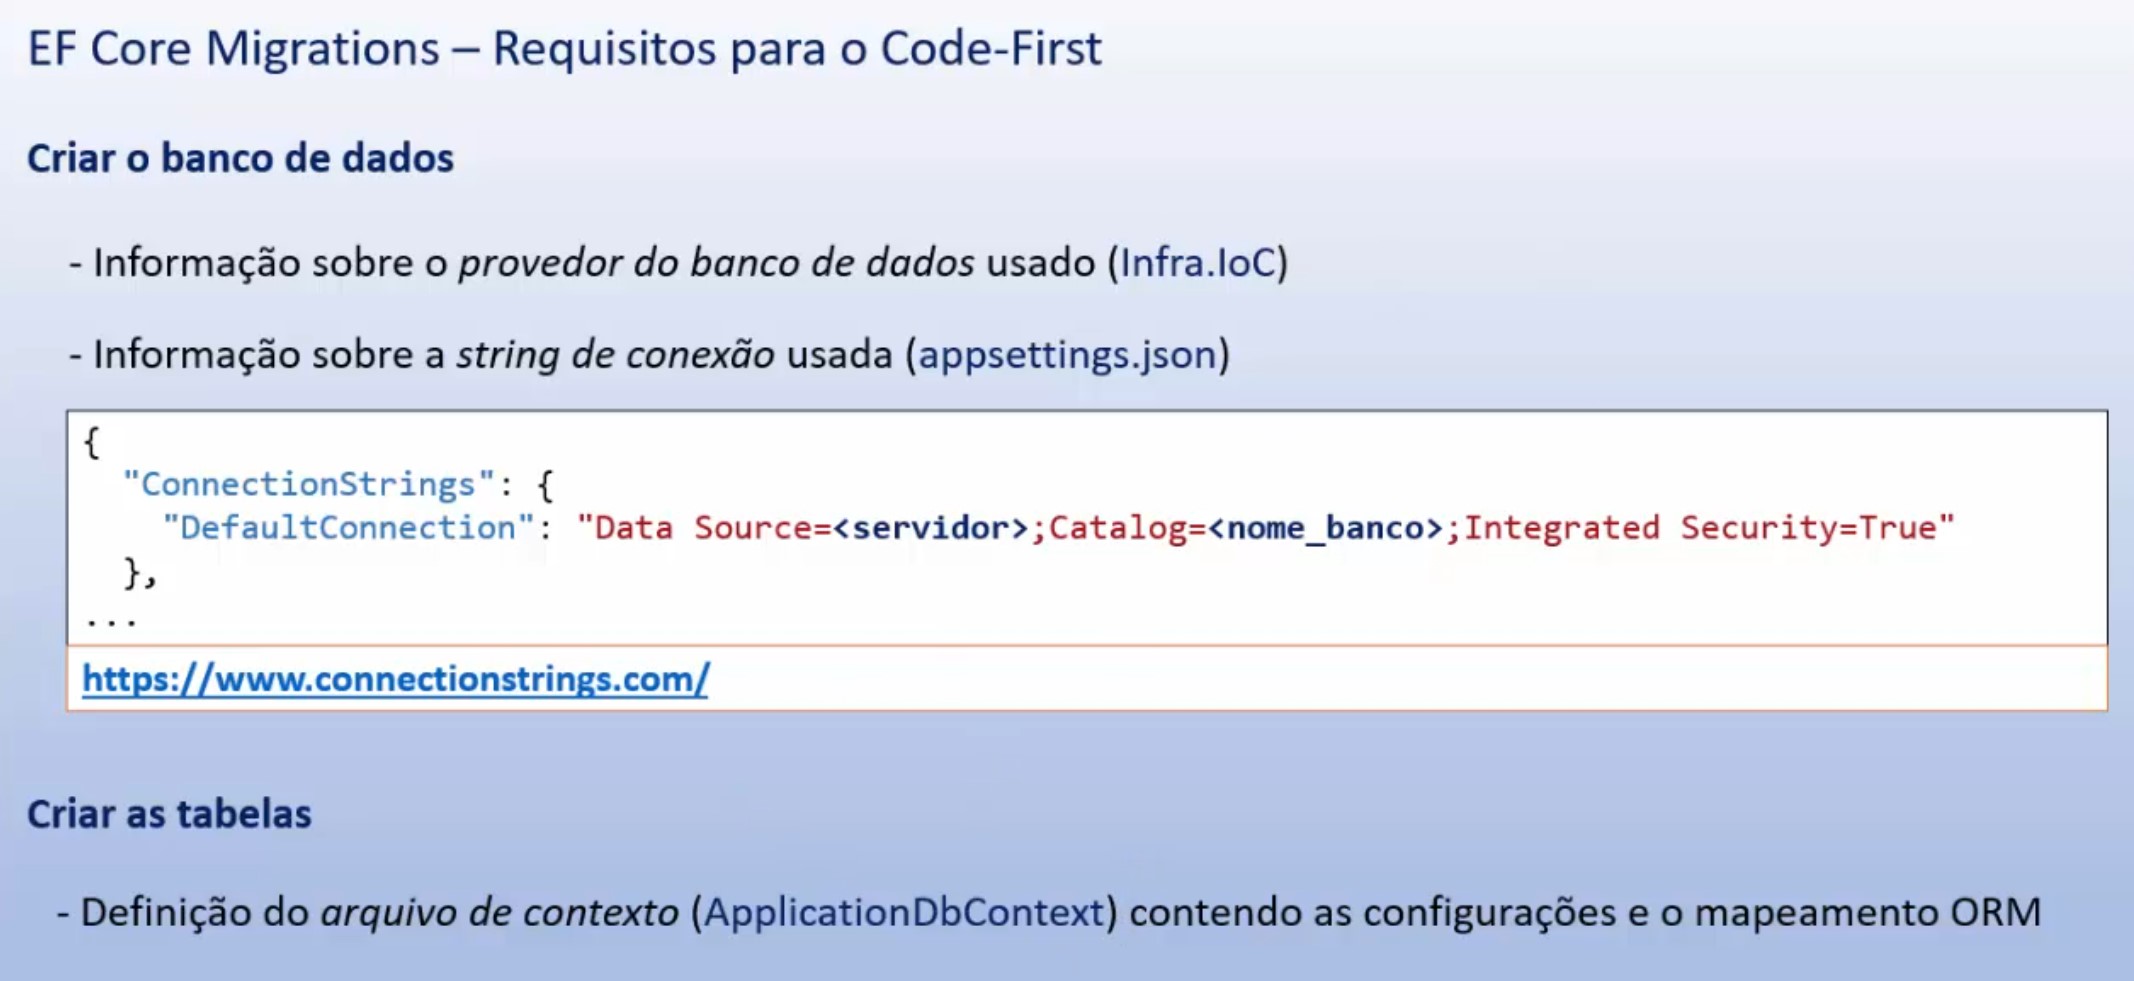 EF Core Migrations – Requisitos para o Code-First
Criar o banco de dados
- Informação sobre o provedor do banco de dados usado (Infra.IoC)
- Informação sobre a string de conexão usada (appsettings.json)
{
"ConnectionStrings": {
"DefaultConnection": "Data Source=<servidor>;Catalog=<nome_banco>;Integrated Security=True"
},
...
https://www.connectionstrings.com/
Criar as tabelas
- Definição do arquivo de contexto (ApplicationDbContext) contendo as configurações e o mapeamento ORM